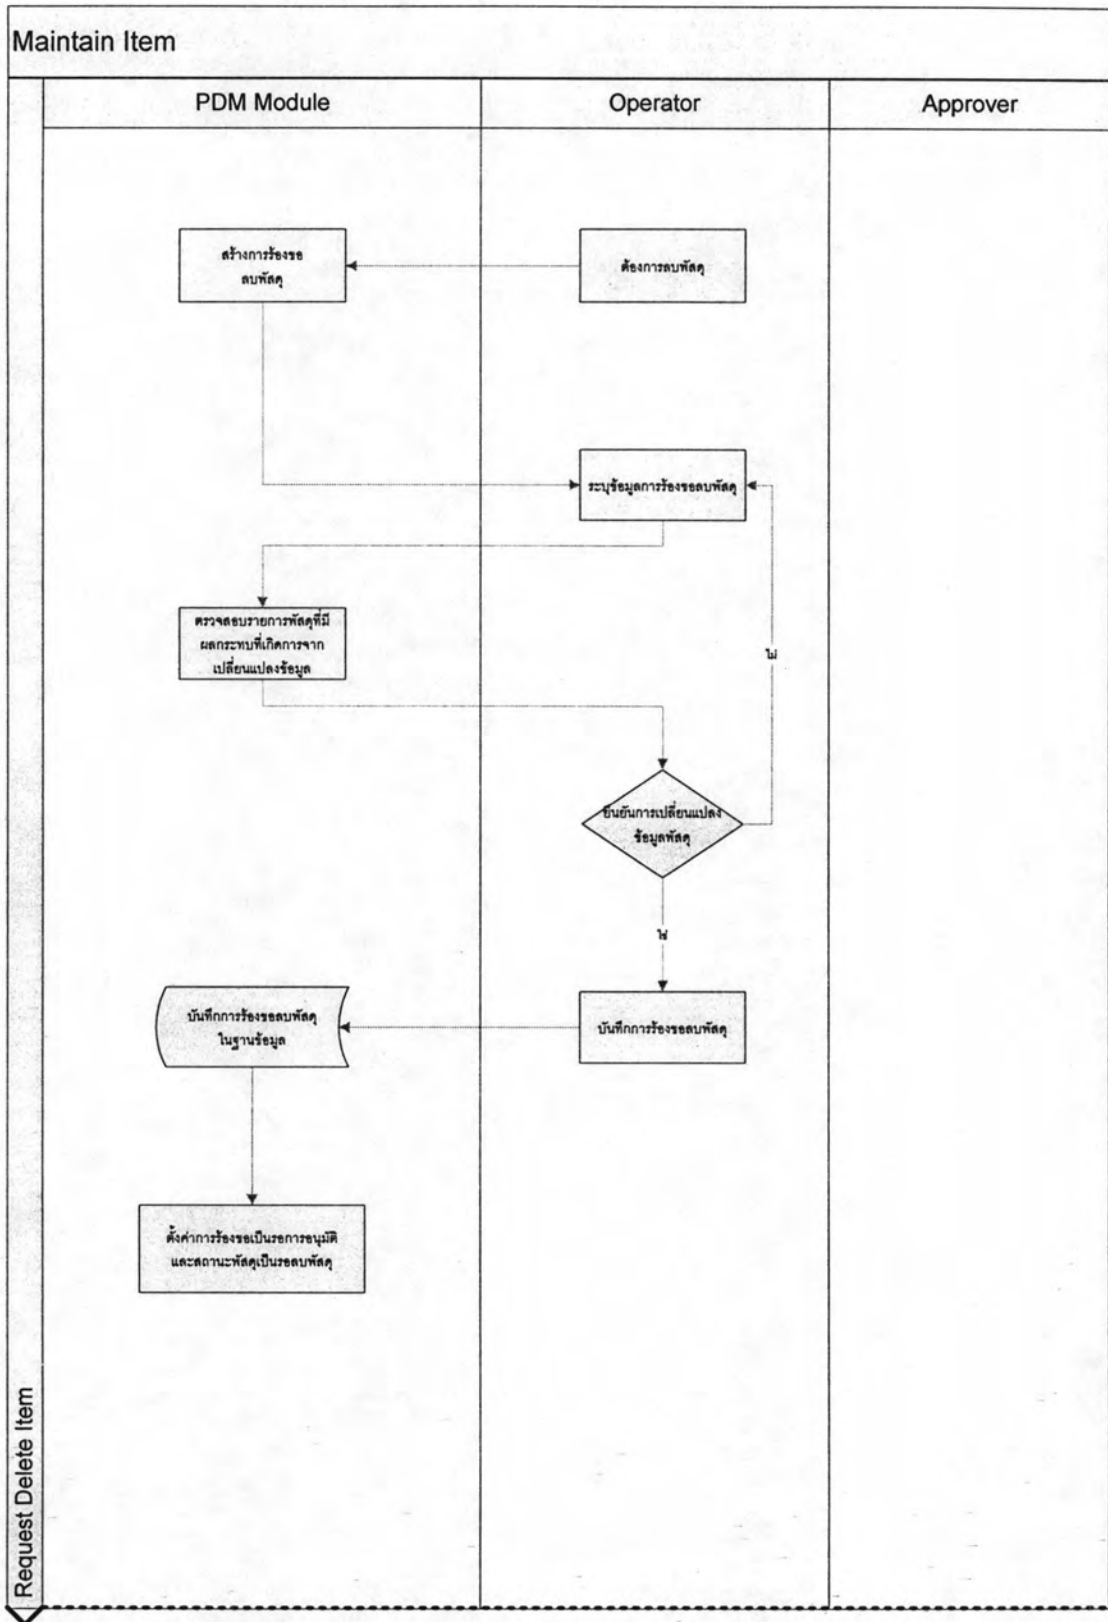 Maintain Item
PDM Module
Operator
Approver
สร้างการร้องขอ
ลบพัสดุ
ต้องการลบพัสดุ
ระบุข้อมูลการร้องขอลบพัสดุ
ตรวจสอบรายการพัสดุที่มี
ผลกระทบที่เกิดการจาก
เปลี่ยนแปลงข้อมูล
ไม่
ยืนยันการเปลี่ยนแปลง
ข้อมูลพัสดุ
ใช่
บันทึกการร้องขอลบพัสดุ
ในฐานข้อมูล
บันทึกการร้องขอลบพัสดุ
ตั้งค่าการร้องขอเป็นรอการอนุมัติ
และสถานะพัสดุเป็นรอลบพัสดุ
Request Delete Item